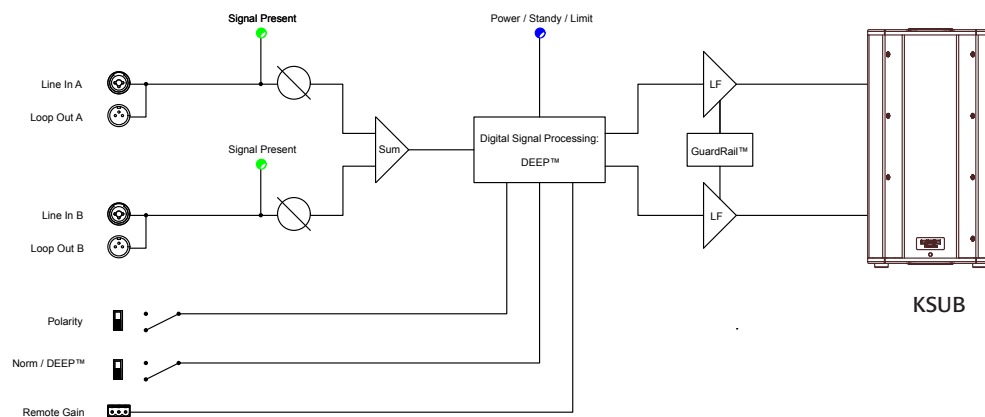 Signal Present
Power / Standy / Limit
Line In A
LF
Loop Out A
Signal Present
Sum
Digital Signal Processing:
DEEP™
GuardRail™
Line In B
LF
Loop Out B
KSUB
Polarity
Norm / DEEP™
Remote Gain